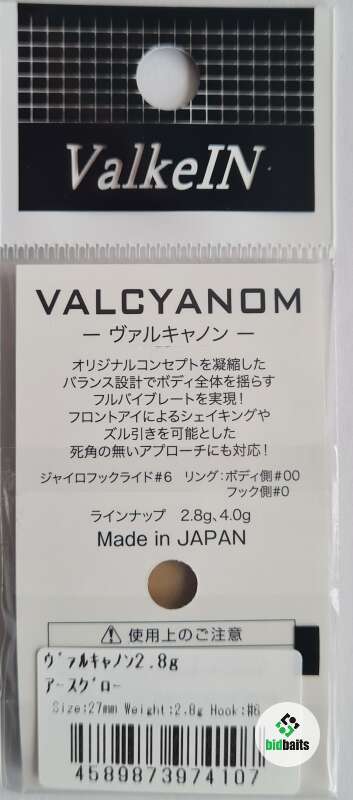 ValkeIN
VALCYANOM
— ヴァルキャノン —
オリジナルコンセプトを凝縮した
バランス設計でボディ全体を揺らす
フルバイブレートを実現！
フロントアイによるシェイキングや
ズル引きを可能とした
死角の無いアプローチにも対応！
ジャイロフックライド#6 リング：ボディ側#00
フック側#0
ラインナップ 2.8g、4.0g
Made in JAPAN
⚠ 使用上のご注意
ヴァルキャノン2.8g
アースグロー
Size:27mm Weight:2.8g Hook:#6
bidbaits
4589873974107